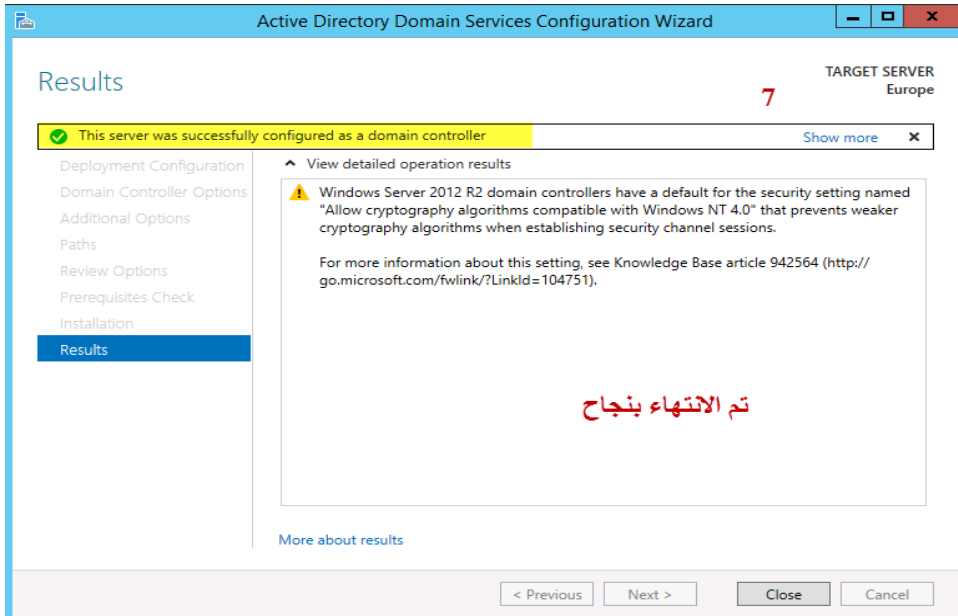 Active Directory Domain Services Configuration Wizard
Results
TARGET SERVER
Europe
7
This server was successfully configured as a domain controller
Show more
Deployment Configuration
Domain Controller Options
Additional Options
Paths
Review Options
Prerequisites Check
Installation
Results
View detailed operation results
Windows Server 2012 R2 domain controllers have a default for the security setting named
"Allow cryptography algorithms compatible with Windows NT 4.0" that prevents weaker
cryptography algorithms when establishing security channel sessions.
For more information about this setting, see Knowledge Base article 942564 (http://
go.microsoft.com/fwlink/?LinkId=104751).
تم الانتهاء بنجاح
More about results
< Previous
Next >
Close
Cancel